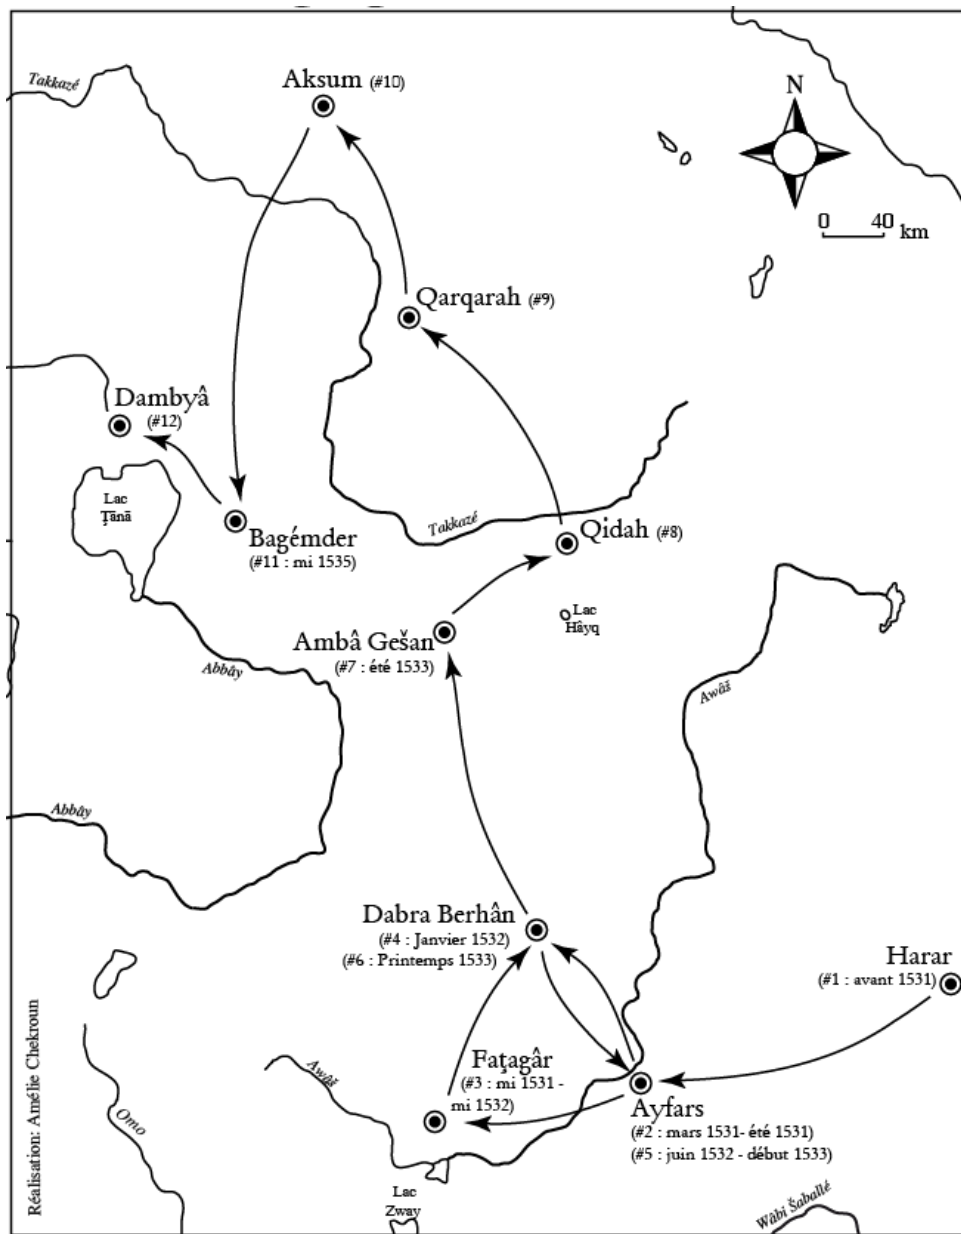 Takkazé
Aksum (#10)
N
0 40 km
Qarqarah (#9)
Dambyâ
(#12)
Lac
Ţānā
Bagémder
(#11 : mi 1535)
Takkazé
Qidah (#8)
Lac
Hâyq
Ambâ Gešan
(#7 : été 1533)
Abbây
Awâš
Abbây
Dabra Berhân
(#4 : Janvier 1532)
(#6 : Printemps 1533)
Harar
(#1 : avant 1531)
Faţagâr
(#3 : mi 1531 -
mi 1532)
Awâš
Ayfars
(#2 : mars 1531- été 1531)
(#5 : juin 1532 - début 1533)
Omo
Lac
Zway
Wâbi Šaballé
Réalisation: Amélie Chekroun